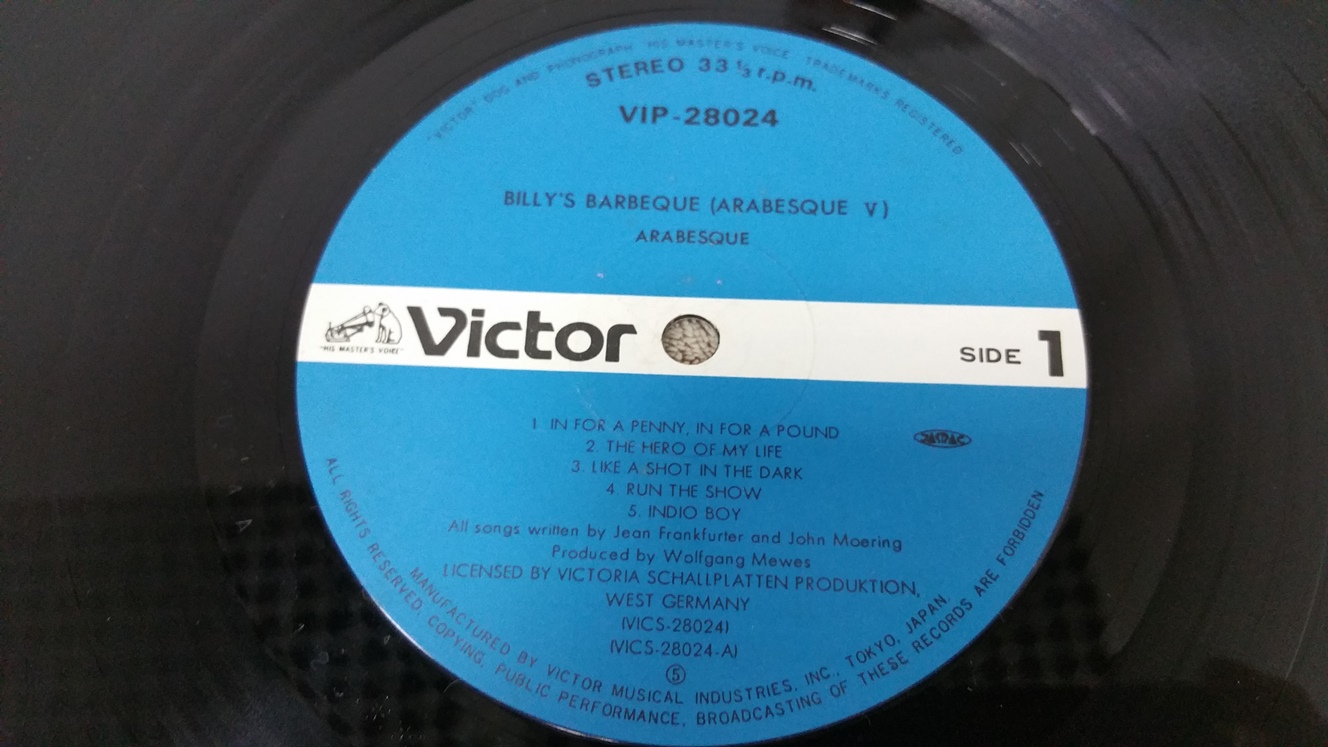 "VICTOR" DOG AND PHONOGRAPH HIS MASTER'S VOICE TRADEMARKS REGISTERED
STEREO 33 1/3 r.p.m.
VIP-28024
BILLY'S BARBEQUE (ARABESQUE V)
ARABESQUE
"HIS MASTER'S VOICE"
Victor
SIDE 1
1. IN FOR A PENNY, IN FOR A POUND
2. THE HERO OF MY LIFE
JASRAC
3. LIKE A SHOT IN THE DARK
4. RUN THE SHOW
5. INDIO BOY
All songs written by Jean Frankfurter and John Moering
Produced by Wolfgang Mewes
LICENSED BY VICTORIA SCHALLPLATTEN PRODUKTION,
WEST GERMANY
(VICS-28024)
(VICS-28024-A)
⑤
MANUFACTURED BY VICTOR MUSICAL INDUSTRIES, INC., TOKYO, JAPAN.
ALL RIGHTS RESERVED. COPYING, PUBLIC PERFORMANCE, BROADCASTING OF THESE RECORDS ARE FORBIDDEN